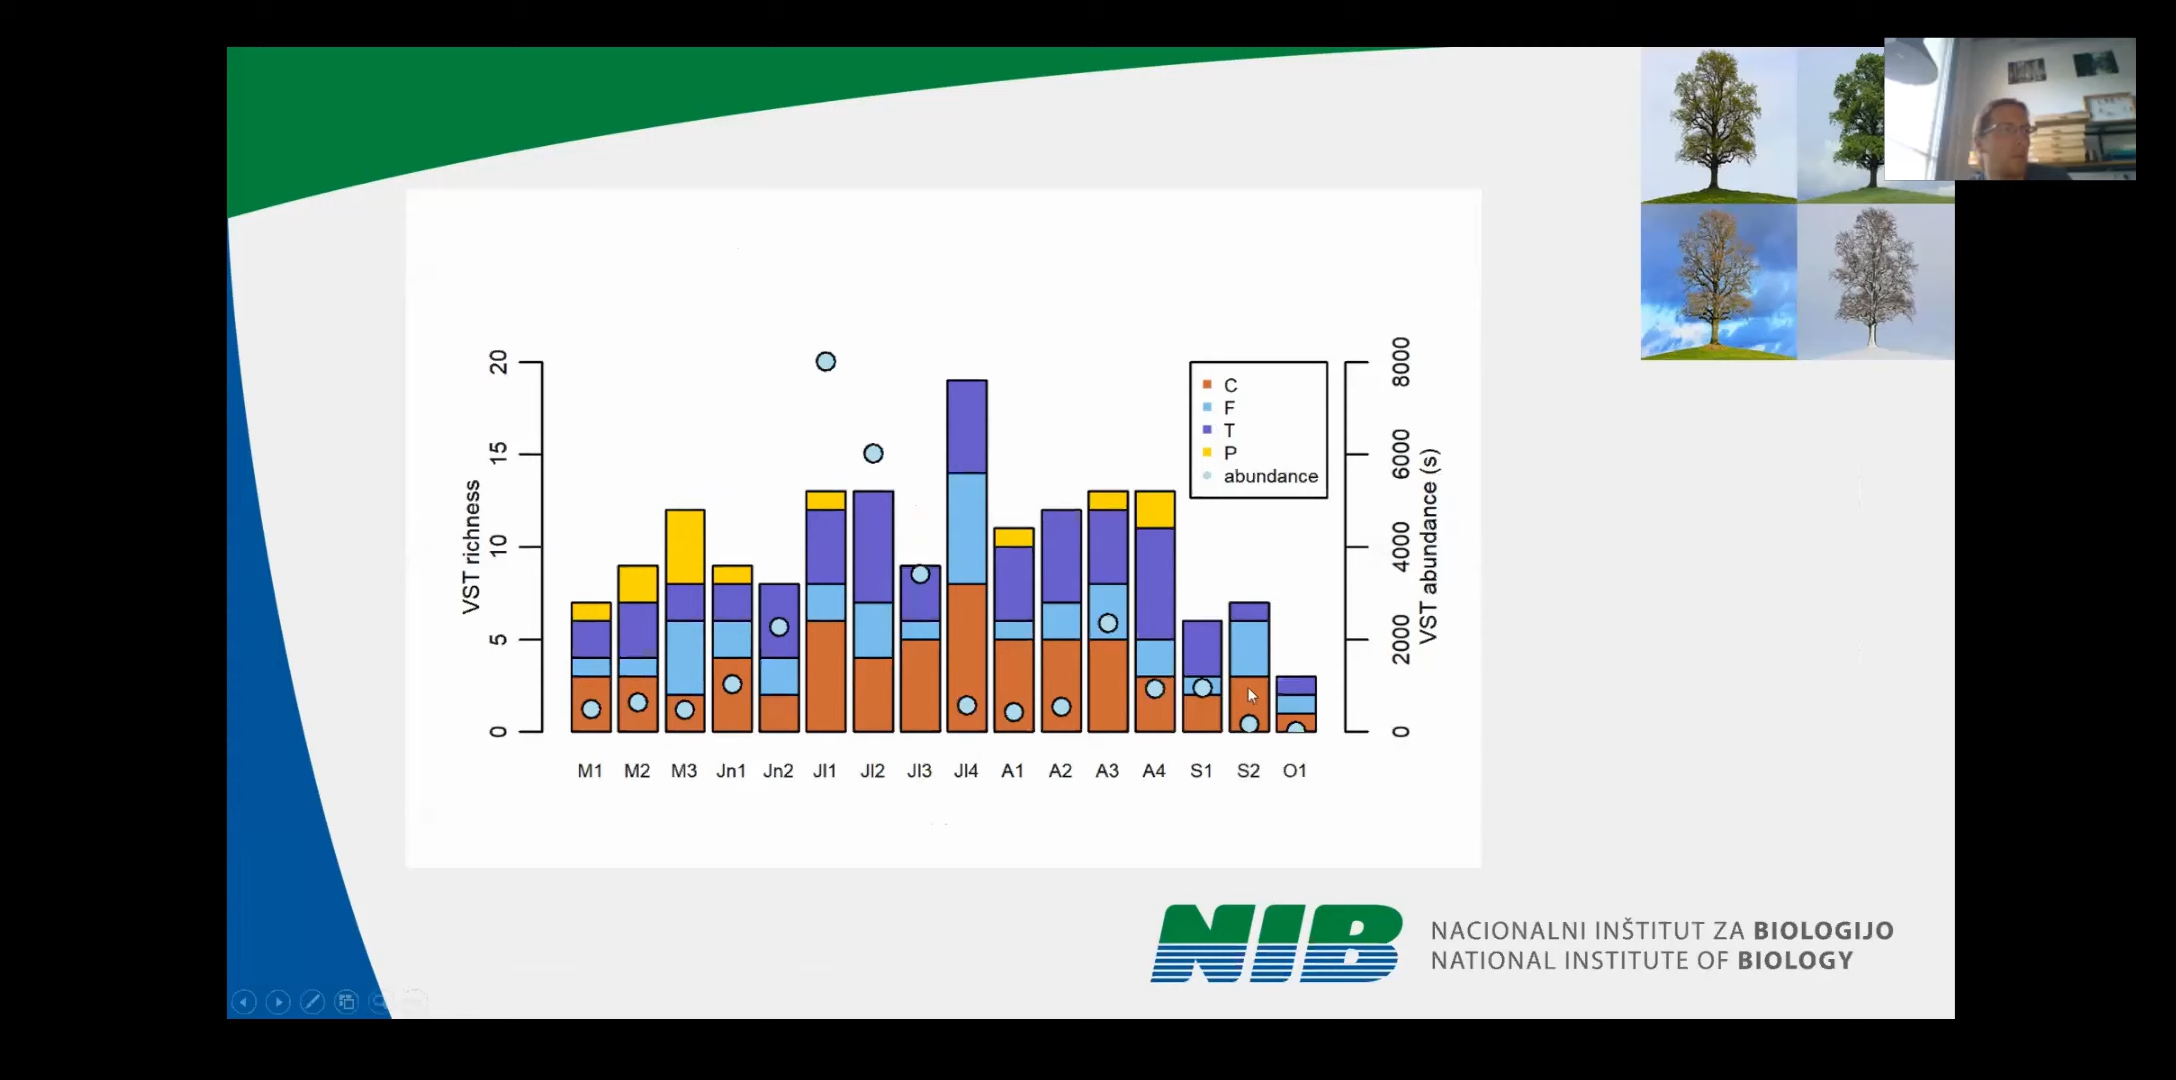 20
15
10
5
0
VST richness
C
F
T
P
abundance
8000
6000
4000
2000
0
VST abundance (s)
M1 M2 M3 Jn1 Jn2 Jl1 Jl2 Jl3 Jl4 A1 A2 A3 A4 S1 S2 O1
NIB
NACIONALNI INŠTITUT ZA BIOLOGIJO
NATIONAL INSTITUTE OF BIOLOGY